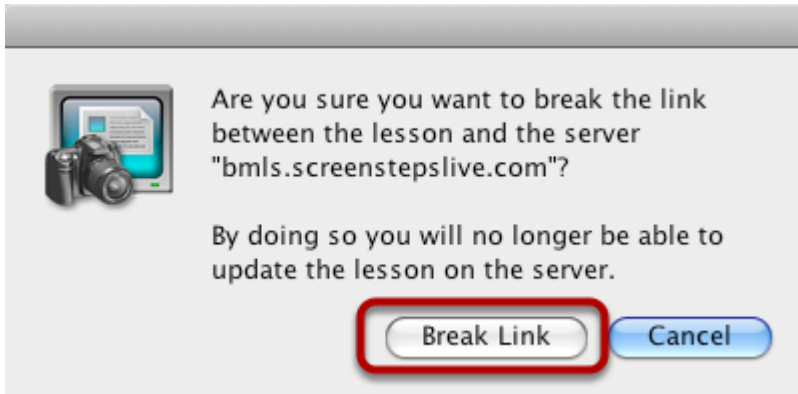 Are you sure you want to break the link
between the lesson and the server
"bmls.screenstepslive.com"?
By doing so you will no longer be able to
update the lesson on the server.
Break Link
Cancel